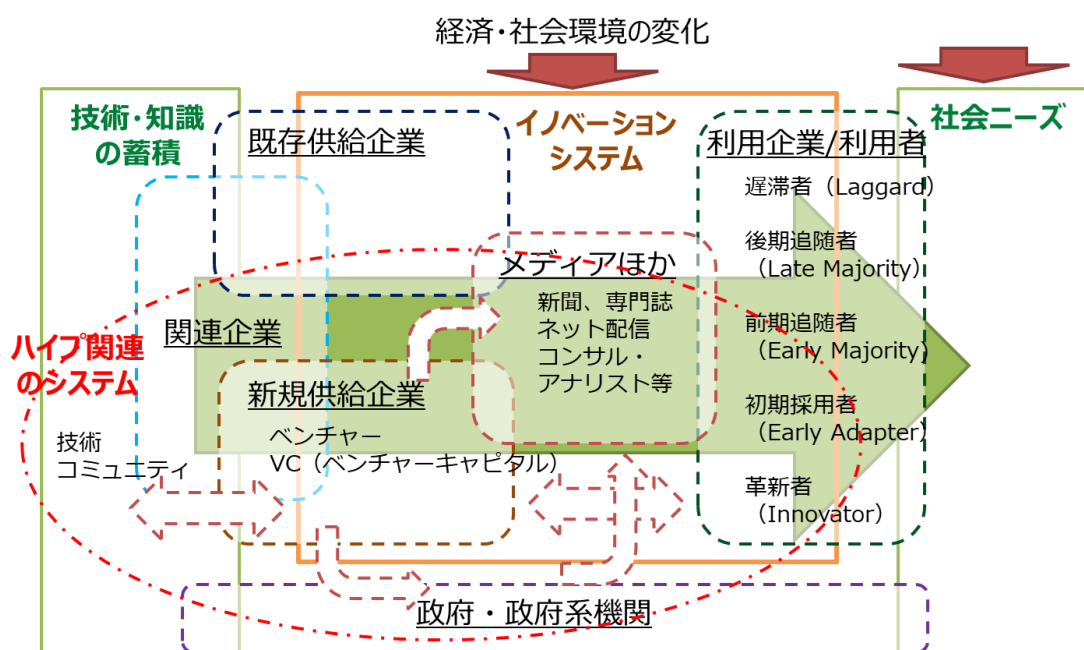 経済・社会環境の変化
技術・知識
の蓄積
既存供給企業
イノベーション
システム
利用企業/利用者
社会ニーズ
遅滞者（Laggard）
後期追随者
（Late Majority）
メディアほか
新聞、専門誌
ネット配信
コンサル・
アナリスト等
前期追随者
（Early Majority）
関連企業
ハイプ関連
のシステム
新規供給企業
ベンチャー
VC（ベンチャーキャピタル）
初期採用者
（Early Adapter）
技術
コミュニティ
革新者
（Innovator）
政府・政府系機関